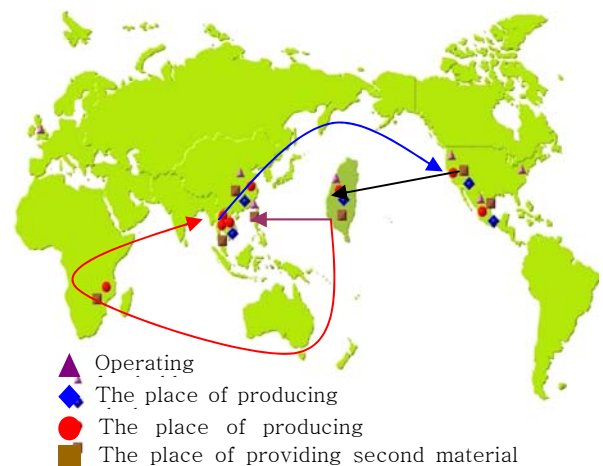 Operating
The place of producing
The place of producing
The place of providing second material